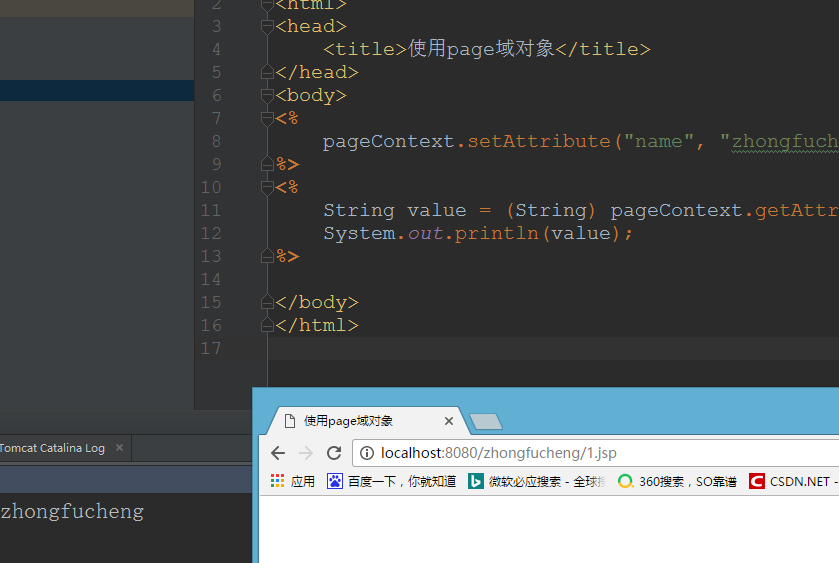 2 <html>
3 <head>
4 <title>使用page域对象</title>
5 </head>
6 <body>
7 <%
8 pageContext.setAttribute("name", "zhongfuch
9 %>
10 <%
11 String value = (String) pageContext.getAttr
12 System.out.println(value);
13 %>
14
15 </body>
16 </html>
17
使用page域对象
Tomcat Catalina Log
localhost:8080/zhongfucheng/1.jsp
应用 百度一下，你就知道 微软必应搜索 - 全球搜 360搜索，SO靠谱 CSDN.NET -
zhongfucheng